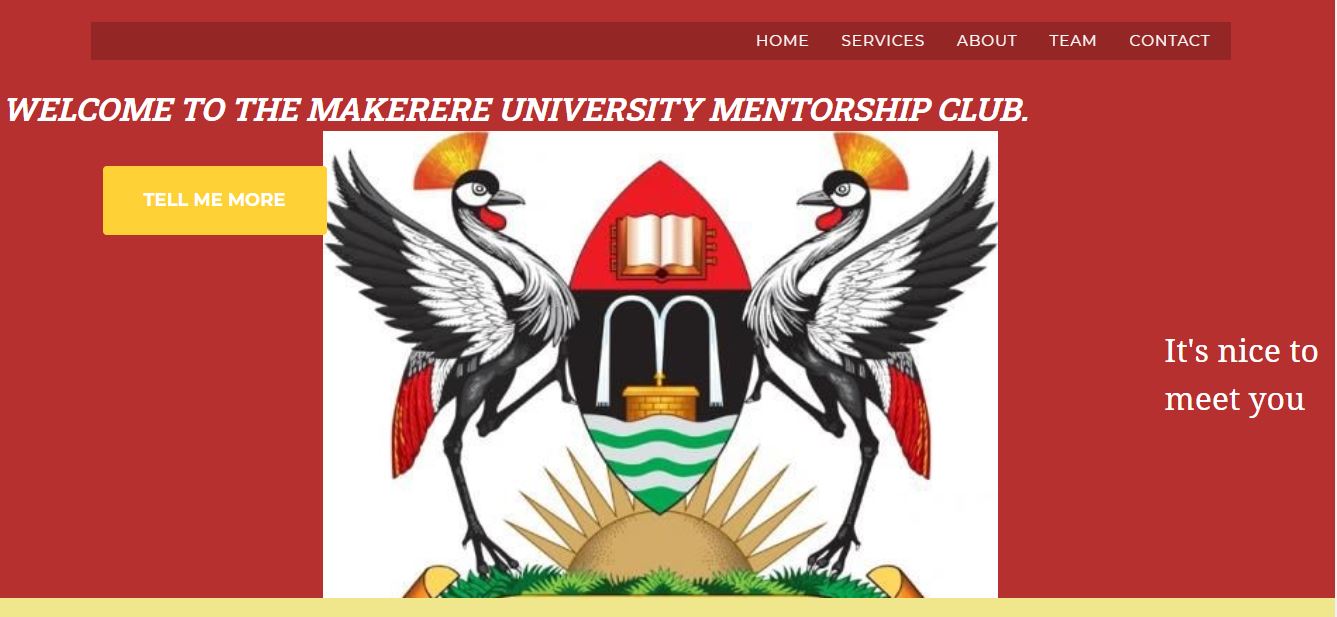 HOME SERVICES ABOUT TEAM CONTACT
WELCOME TO THE MAKERERE UNIVERSITY MENTORSHIP CLUB.
TELL ME MORE
It's nice to
meet you